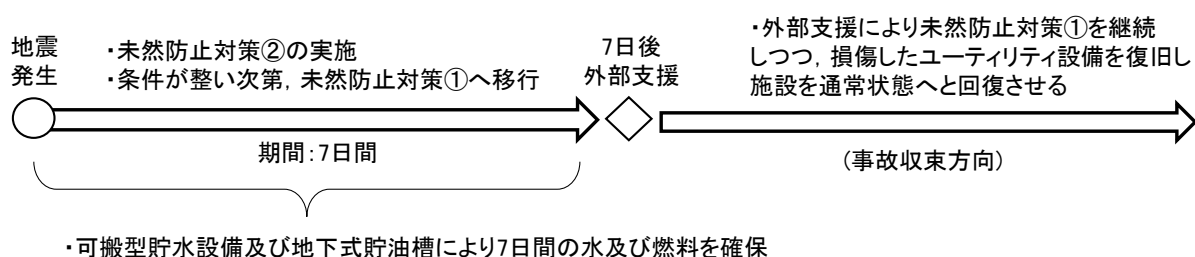 地震
発生
・未然防止対策②の実施
・条件が整い次第，未然防止対策①へ移行
期間：7日間
7日後
外部支援
・外部支援により未然防止対策①を継続
しつつ，損傷したユーティリティ設備を復旧し
施設を通常状態へと回復させる
(事故収束方向)
・可搬型貯水設備及び地下式貯油槽により7日間の水及び燃料を確保